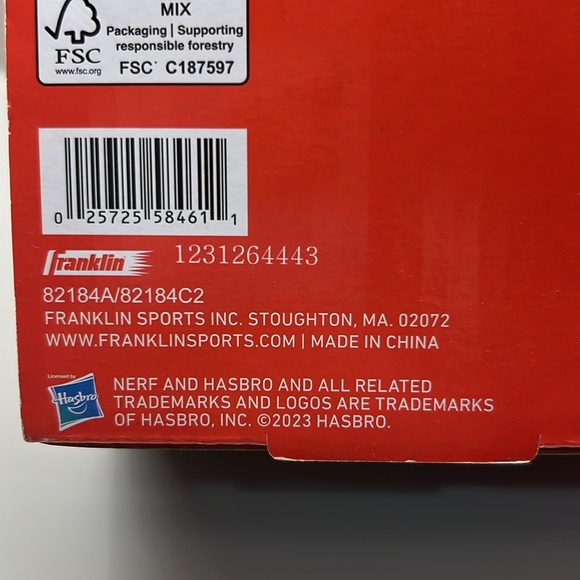 MIX
Packaging | Supporting
responsible forestry
FSC
www.fsc.org
FSC® C187597
0 25725 58461 1
Franklin
1231264443
82184A/82184C2
FRANKLIN SPORTS INC. STOUGHTON, MA. 02072
WWW.FRANKLINSPORTS.COM | MADE IN CHINA
Licensed by
Hasbro
NERF AND HASBRO AND ALL RELATED
TRADEMARKS AND LOGOS ARE TRADEMARKS
OF HASBRO, INC. ©2023 HASBRO.